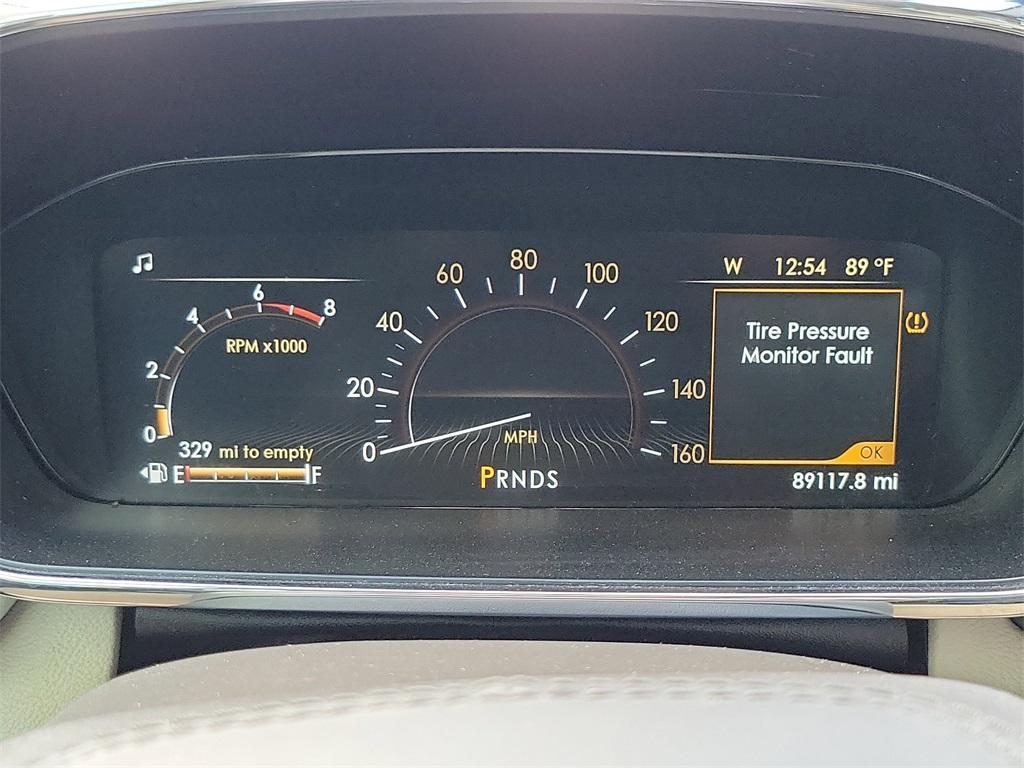 W 12:54 89 °F
0 2 4 6 8
RPM x1000
0 20 40 60 80 100 120 140 160
MPH
Tire Pressure
Monitor Fault
OK
329 mi to empty
E F
PRNDS
89117.8 mi